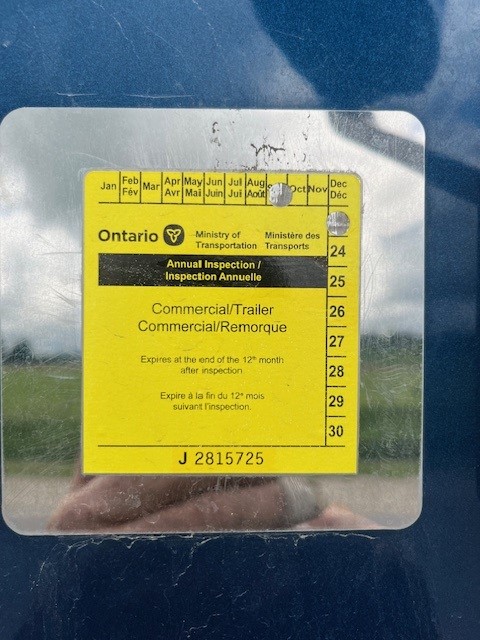 Jan Feb Fév Mar Apr Avr May Mai Jun Juin Jul Jui Aug Août Oct Nov Dec Déc
Ontario
Ministry of Transportation
Ministère des Transports
24
Annual Inspection /
Inspection Annuelle
25
Commercial/Trailer
26
Commercial/Remorque
27
Expires at the end of the 12th month
after inspection
28
Expire à la fin du 12e mois
29
suivant l'inspection.
30
J 2815725